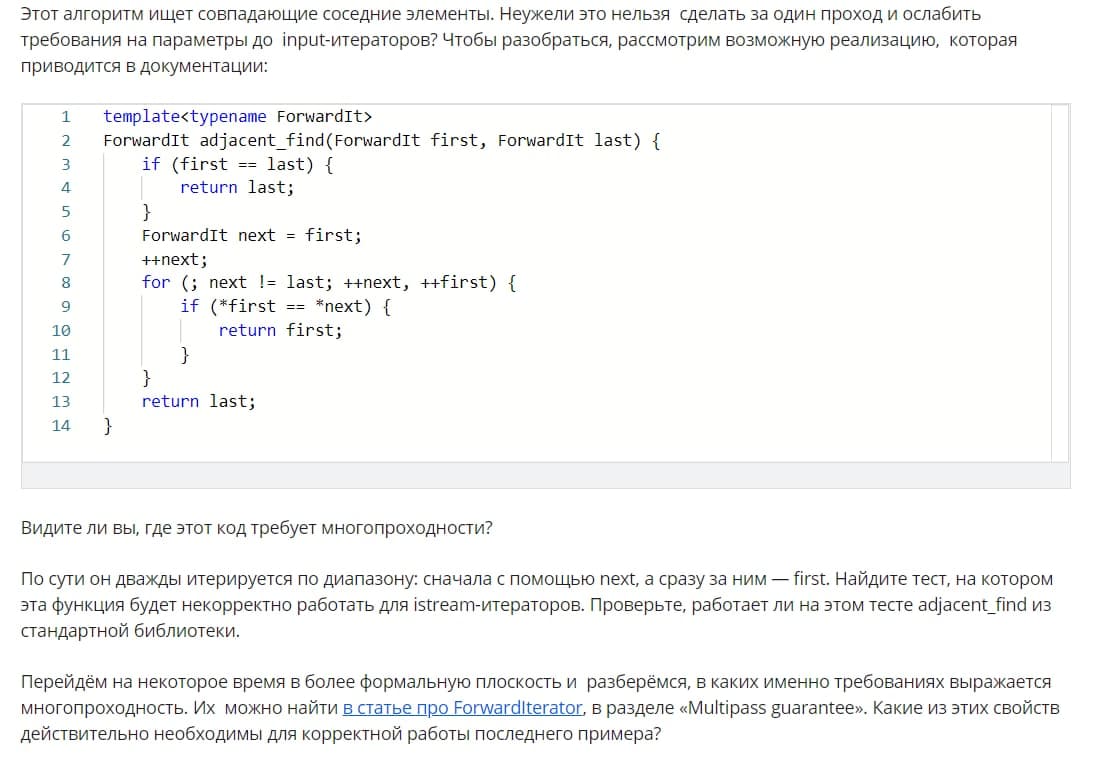 Этот алгоритм ищет совпадающие соседние элементы. Неужели это нельзя сделать за один проход и ослабить
требования на параметры до input-итераторов? Чтобы разобраться, рассмотрим возможную реализацию, которая
приводится в документации:
1 template<typename ForwardIt>
2 ForwardIt adjacent_find(ForwardIt first, ForwardIt last) {
3 if (first == last) {
4 return last;
5 }
6 ForwardIt next = first;
7 ++next;
8 for (; next != last; ++next, ++first) {
9 if (*first == *next) {
10 return first;
11 }
12 }
13 return last;
14 }
Видите ли вы, где этот код требует многопроходности?
По сути он дважды итерируется по диапазону: сначала с помощью next, а сразу за ним — first. Найдите тест, на котором
эта функция будет некорректно работать для istream-итераторов. Проверьте, работает ли на этом тесте adjacent_find из
стандартной библиотеки.
Перейдём на некоторое время в более формальную плоскость и разберёмся, в каких именно требованиях выражается
многопроходность. Их можно найти в статье про ForwardIterator, в разделе «Multipass guarantee». Какие из этих свойств
действительно необходимы для корректной работы последнего примера?